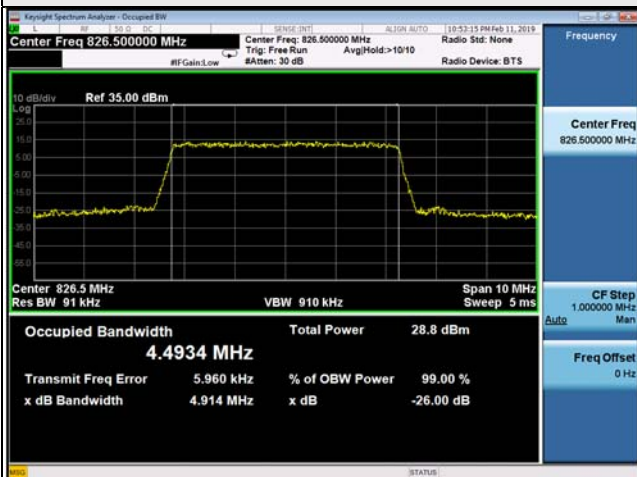 Keysight Spectrum Analyzer - Occupied BW
L RF 50 Ω DC SENSE:INT ALIGN AUTO 10:53:15 PM Feb 11, 2019
Center Freq 826.500000 MHz
Center Freq: 826.500000 MHz
Radio Std: None
Trig: Free Run Avg|Hold:>10/10
#IFGain:Low
#Atten: 30 dB
Radio Device: BTS
Frequency
10 dB/div Ref 35.00 dBm
Log
25.0
15.0
5.00
-5.00
-15.0
-25.0
-35.0
-45.0
-55.0
Center 826.5 MHz
Span 10 MHz
Res BW 91 kHz
VBW 910 kHz
Sweep 5 ms
Center Freq
826.500000 MHz
CF Step
1.000000 MHz
Auto Man
Freq Offset
0 Hz
Occupied Bandwidth
4.4934 MHz
Total Power 28.8 dBm
Transmit Freq Error 5.960 kHz
% of OBW Power 99.00 %
x dB Bandwidth 4.914 MHz
x dB -26.00 dB
MSG
STATUS